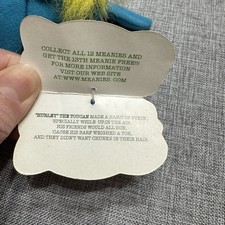 COLLECT ALL 12 MEANIES AND
GET THE 13TH MEANIE FREE!
FOR MORE INFORMATION
VISIT OUR WEB SITE
AT:WWW.MEANIES.COM
"HURLEY" THE TOUCAN MADE A HABIT OF PUKIN'
SPECIALLY WHILE UP IN THE AIR
HIS FRIENDS WOULD ALL RUN,
'CAUSE HIS BARF WEIGHED A TON,
AND THEY DIDN'T WANT CHUNKS IN THEIR HAIR